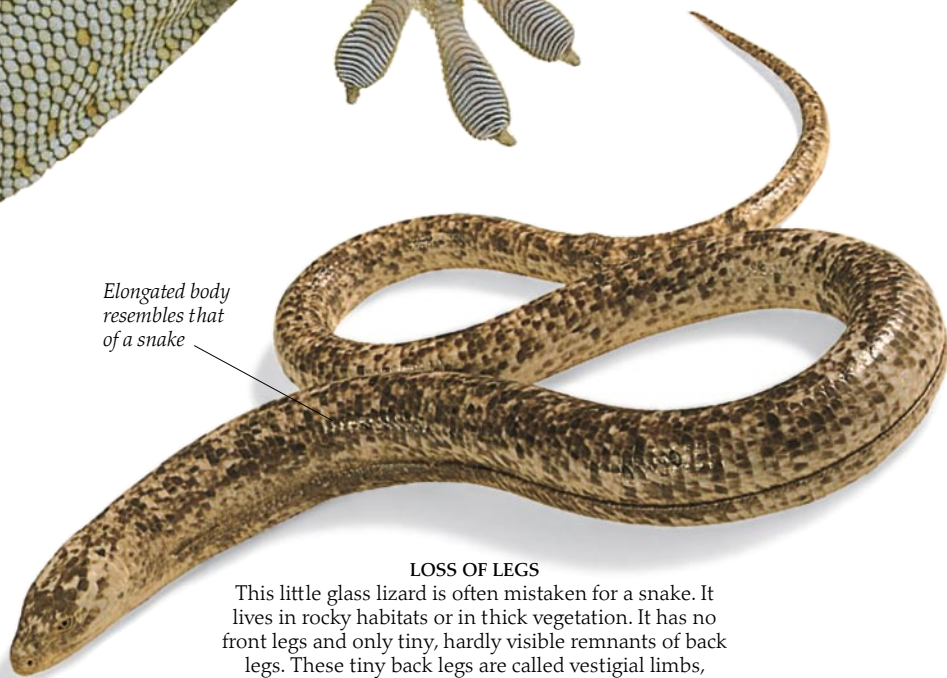 Elongated body
resembles that
of a snake
LOSS OF LEGS
This little glass lizard is often mistaken for a snake. It
lives in rocky habitats or in thick vegetation. It has no
front legs and only tiny, hardly visible remnants of back
legs. These tiny back legs are called vestigial limbs,